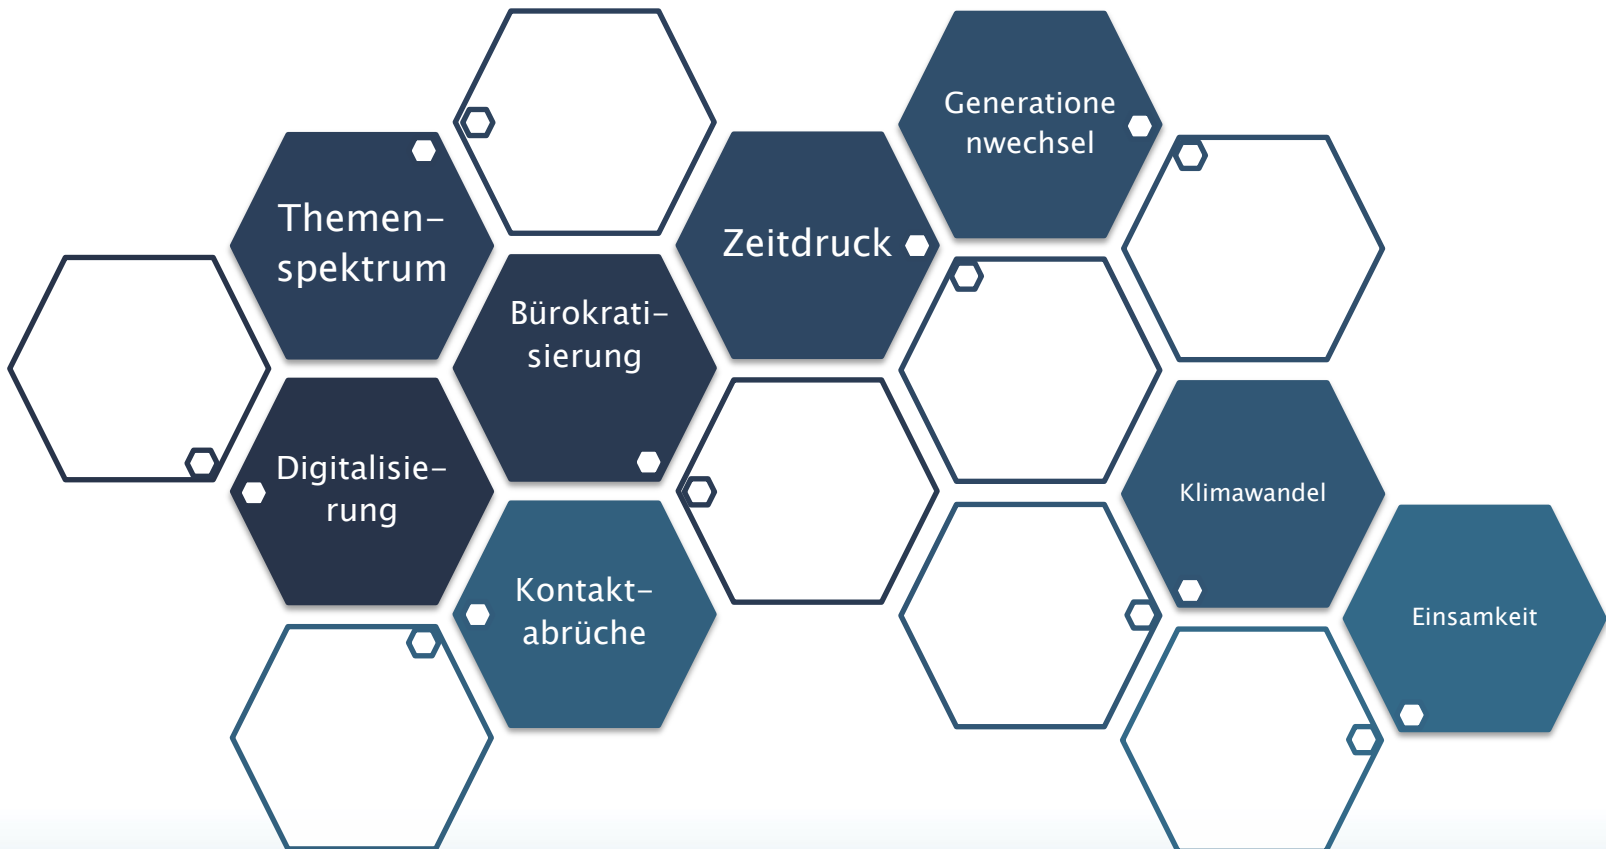 Generatione
nwechsel
Themen-
spektrum
Zeitdruck
Bürokrati-
sierung
Digitalisie-
rung
Klimawandel
Kontakt-
abrüche
Einsamkeit